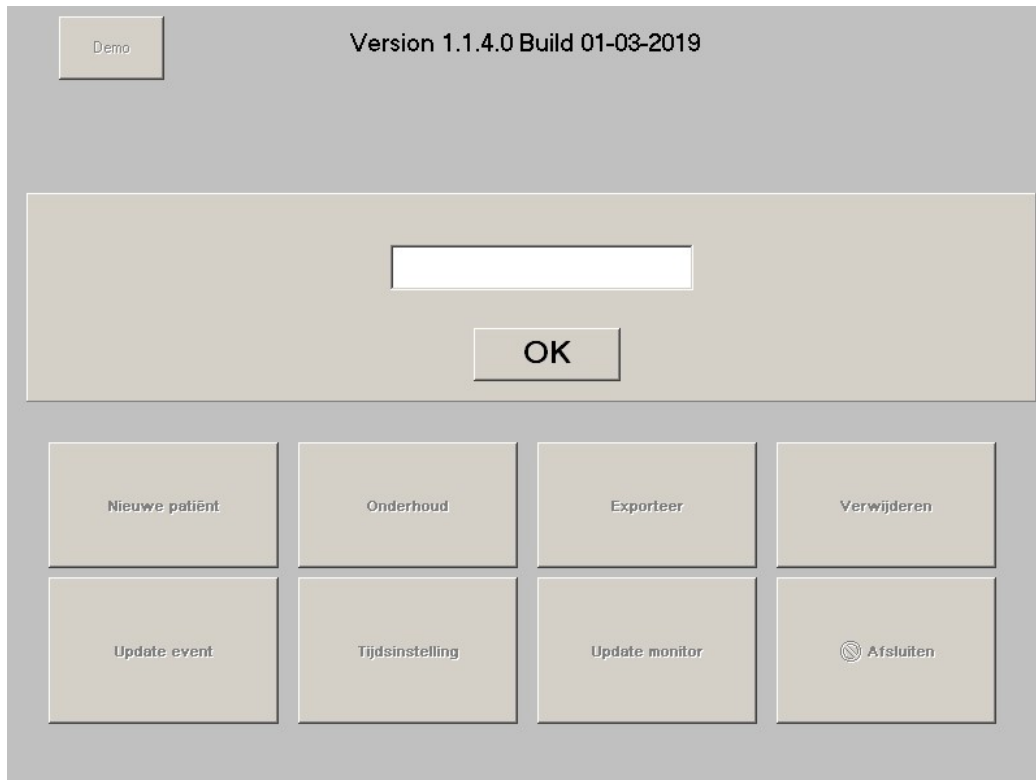 Demo
Version 1.1.4.0 Build 01-03-2019
OK
Nieuwe patiënt
Onderhoud
Exporteer
Verwijderen
Update event
Tijdsinstelling
Update monitor
Afsluiten